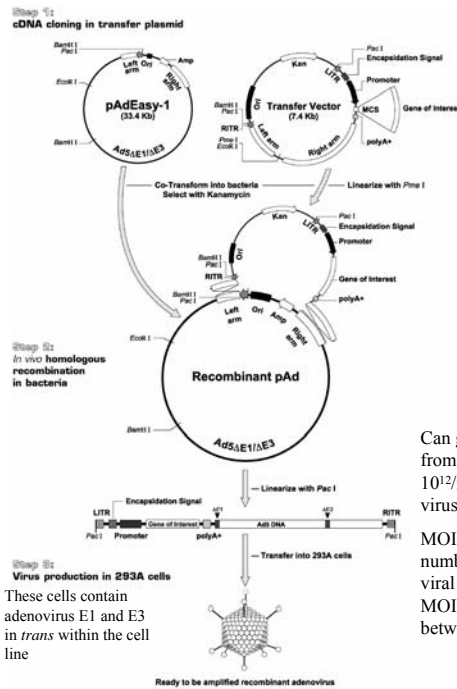 Step 1:
cDNA cloning in transfer plasmid
BamH I
Pac I
Left arm
Ori
Amp
Right arm
EcoR I
pAdEasy-1
(33.4 Kb)
BamH I
Ad5ΔE1/ΔE3
Kan
LITR
Pac I
Encapsidation Signal
Promoter
Ori
BamH I
Pac I
RITR
Transfer Vector
(7.4 Kb)
MCS
Gene of Interest
polyA+
Pme I
EcoR I
Left arm
Right arm
Co-Transform into bacteria
Select with Kanamycin
Linearize with Pme I
Kan
LITR
Pac I
Encapsidation Signal
Promoter
Ori
BamH I
Pac I
RITR
Gene of Interest
polyA+
BamH I
Pac I
Left arm
Ori
Amp
Right arm
EcoR I
Step 2:
In vivo homologous
recombination
in bacteria
Recombinant pAd
BamH I
Ad5ΔE1/ΔE3
Linearize with Pac I
LITR
Encapsidation Signal
ΔE1
ΔE3
RITR
Gene of Interest
Ad5 DNA
Pac I
Promoter
polyA+
Pac I
Transfer into 293A cells
Step 3:
Virus production in 293A cells
These cells contain
adenovirus E1 and E3
in trans within the cell
line
Ready to be amplified recombinant adenovirus
Can g
from
10¹²/
virus
MOI
numb
viral
MOI
betw